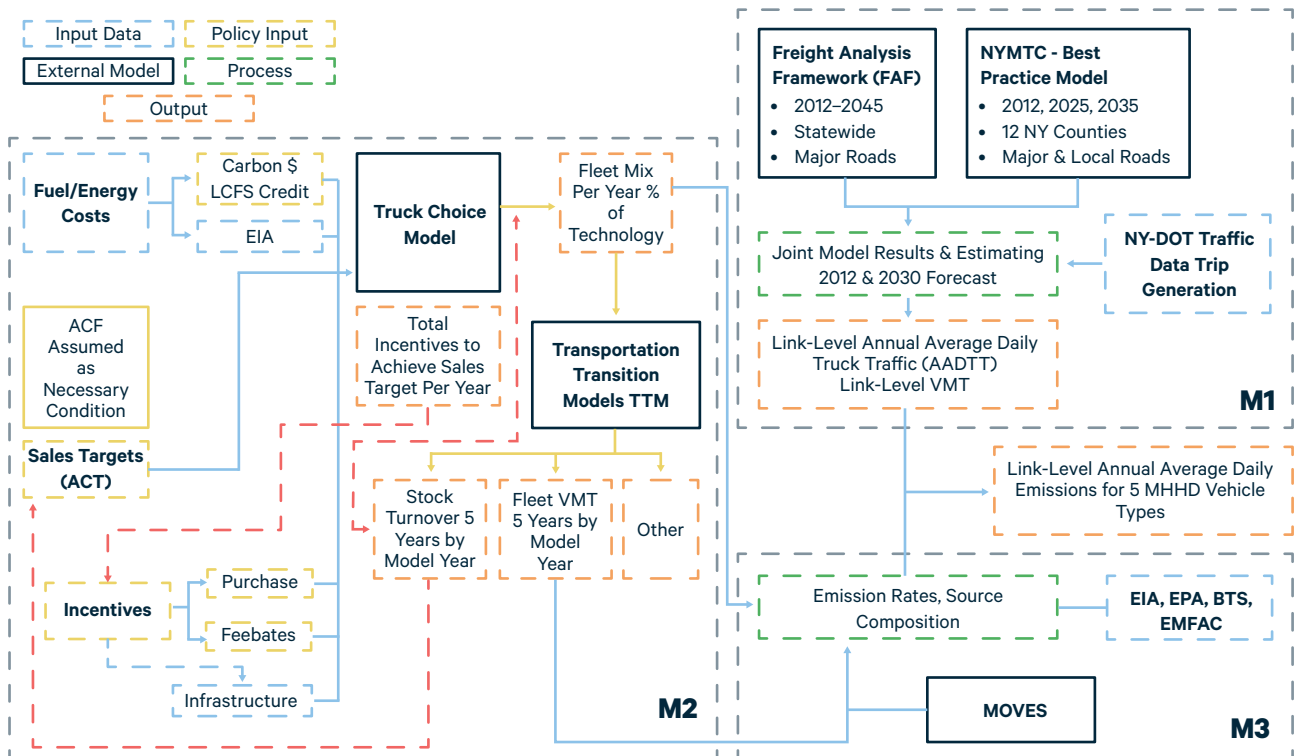 Input Data
Policy Input
External Model
Process
Output
Fuel/Energy
Costs
Carbon $
LCFS Credit
EIA
Truck Choice
Model
Fleet Mix
Per Year %
of
Technology
ACF
Assumed
as
Necessary
Condition
Total
Incentives to
Achieve Sales
Target Per Year
Transportation
Transition
Models TTM
Sales Targets
(ACT)
Stock
Turnover 5
Years by
Model Year
Fleet VMT
5 Years by
Model
Year
Other
Incentives
Purchase
Feebates
Infrastructure
M2
Freight Analysis
Framework (FAF)
• 2012–2045
• Statewide
• Major Roads
NYMTC - Best
Practice Model
• 2012, 2025, 2035
• 12 NY Counties
• Major & Local Roads
Joint Model Results & Estimating
2012 & 2030 Forecast
NY-DOT Traffic
Data Trip
Generation
Link-Level Annual Average Daily
Truck Traffic (AADTT)
Link-Level VMT
M1
Link-Level Annual Average Daily
Emissions for 5 MHHD Vehicle
Types
Emission Rates, Source
Composition
EIA, EPA, BTS,
EMFAC
MOVES
M3